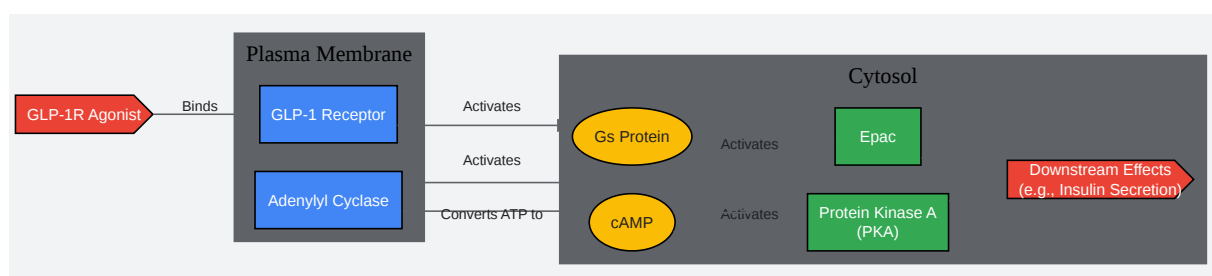 Plasma Membrane
Cytosol
GLP-1R Agonist
Binds
GLP-1 Receptor
Activates
Gs Protein
Activates
Epac
Activates
Downstream Effects
(e.g., Insulin Secretion)
Adenylyl Cyclase
Converts ATP to
cAMP
Activates
Protein Kinase A
(PKA)